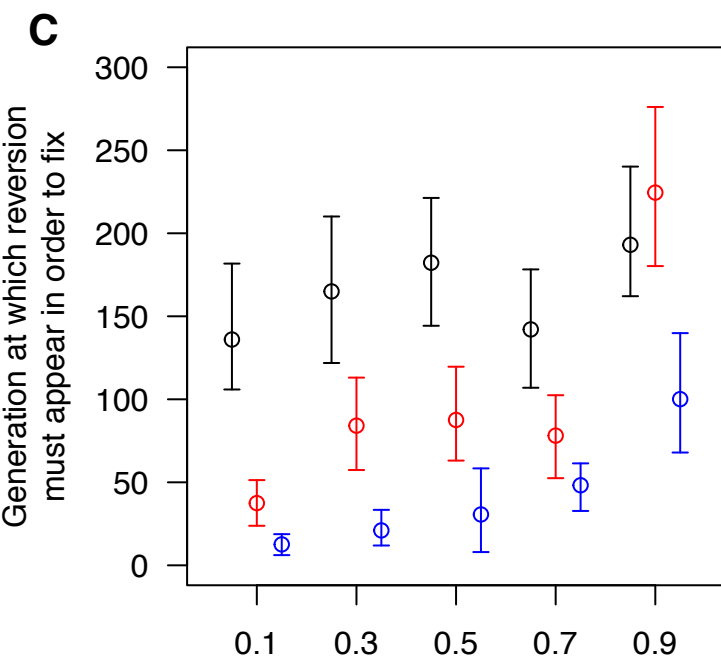 C
Generation at which reversion
must appear in order to fix
300
250
200
150
100
50
0
0.1 0.3 0.5 0.7 0.9